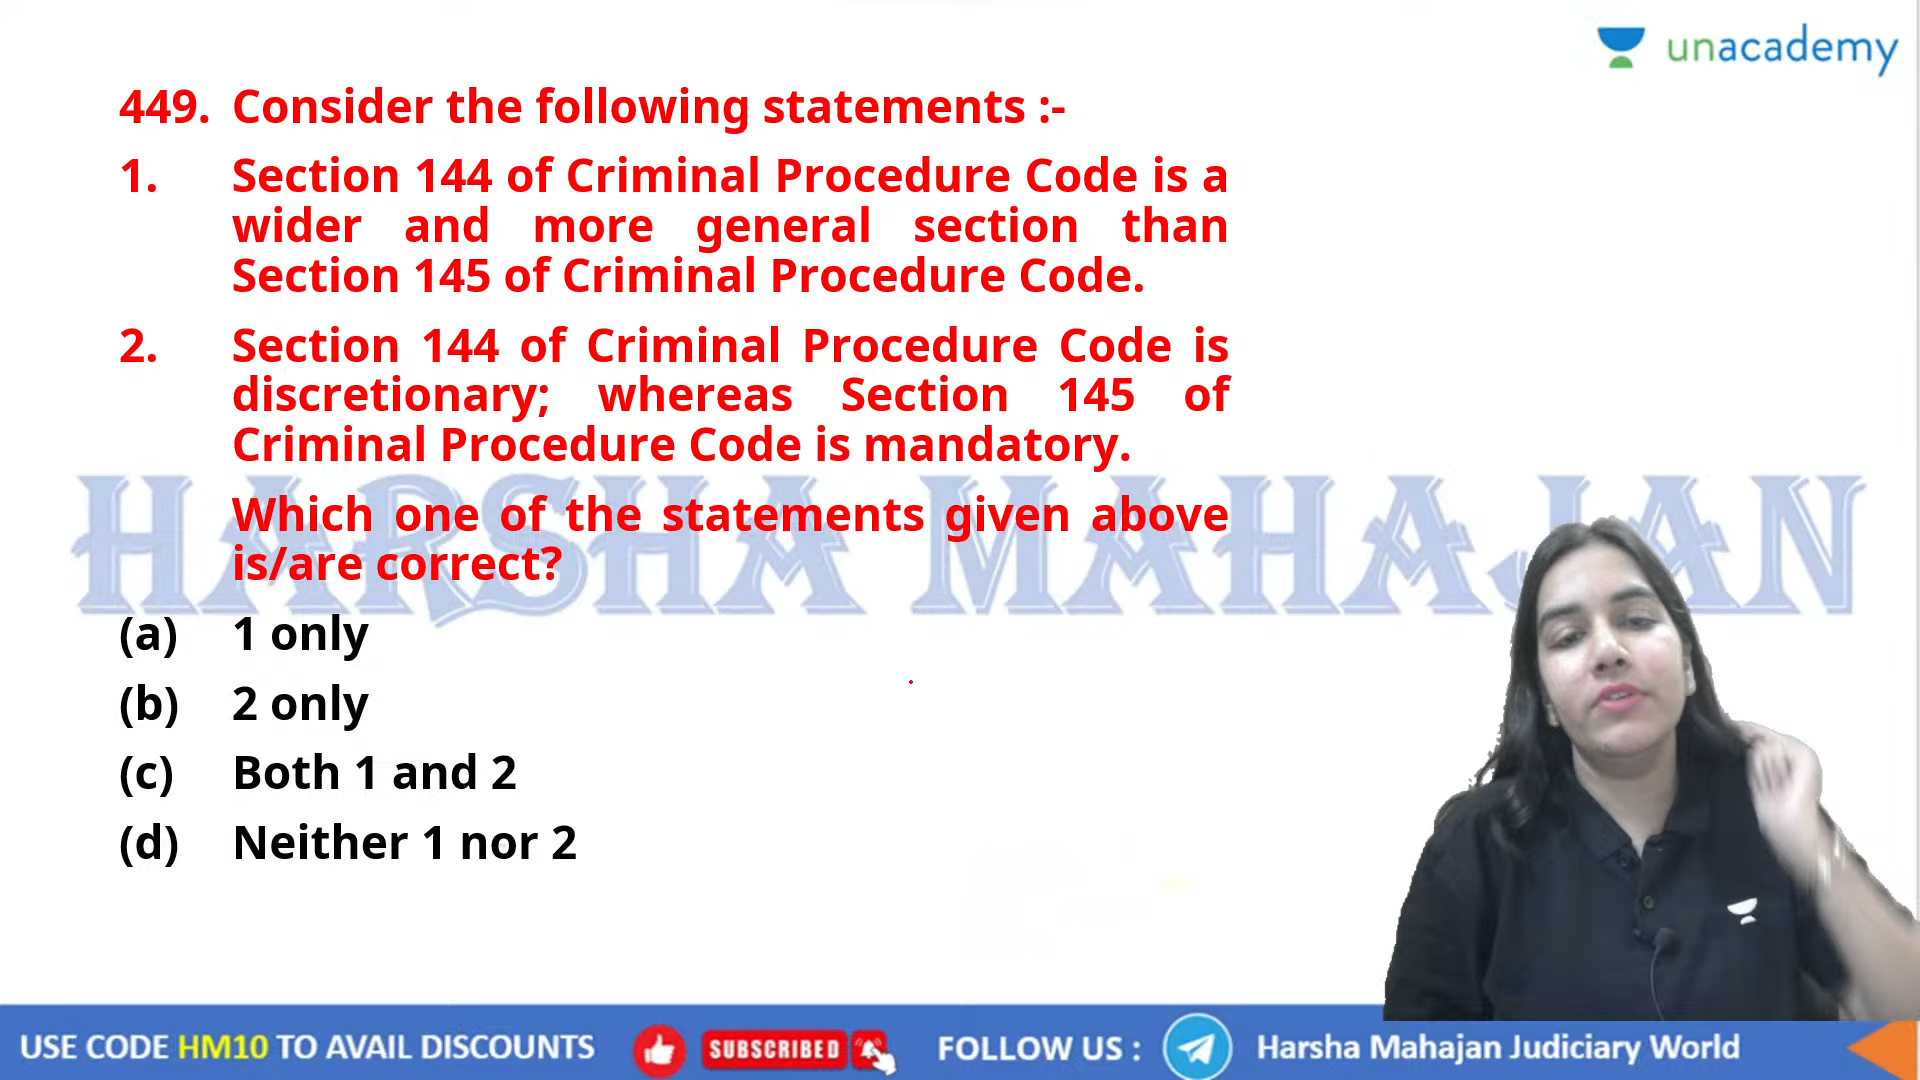 unacademy
449. Consider the following statements :-
1. Section 144 of Criminal Procedure Code is a
wider and more general section than
Section 145 of Criminal Procedure Code.
2. Section 144 of Criminal Procedure Code is
discretionary; whereas Section 145 of
Criminal Procedure Code is mandatory.
HARSHA MAHAJAN
Which one of the statements given above
is/are correct?
(a) 1 only
(b) 2 only
(c) Both 1 and 2
(d) Neither 1 nor 2
USE CODE HM10 TO AVAIL DISCOUNTS SUBSCRIBED FOLLOW US : Harsha Mahajan Judiciary World